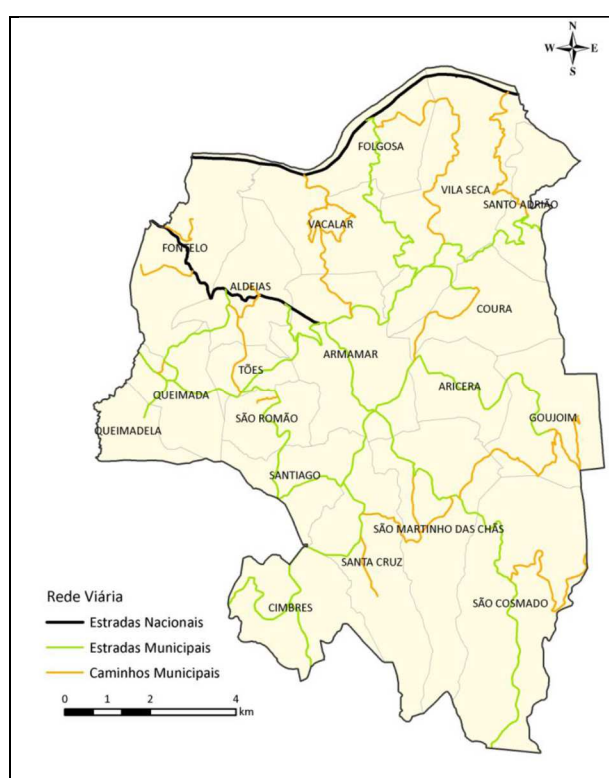 N
W E
S
FOLGOSA
VILA SECA
SANTO ADRIÃO
VACALAR
FONTELO
ALDEIAS
COURA
ARMAMAR
TÕES
ARICERA
QUEIMADA
SÃO ROMÃO
GOUJOIM
QUEIMADELA
SANTIAGO
SÃO MARTINHO DAS CHÃS
SANTA CRUZ
CIMBRES
SÃO COSMADO
Rede Viária
Estradas Nacionais
Estradas Municipais
Caminhos Municipais
0 1 2 4
km